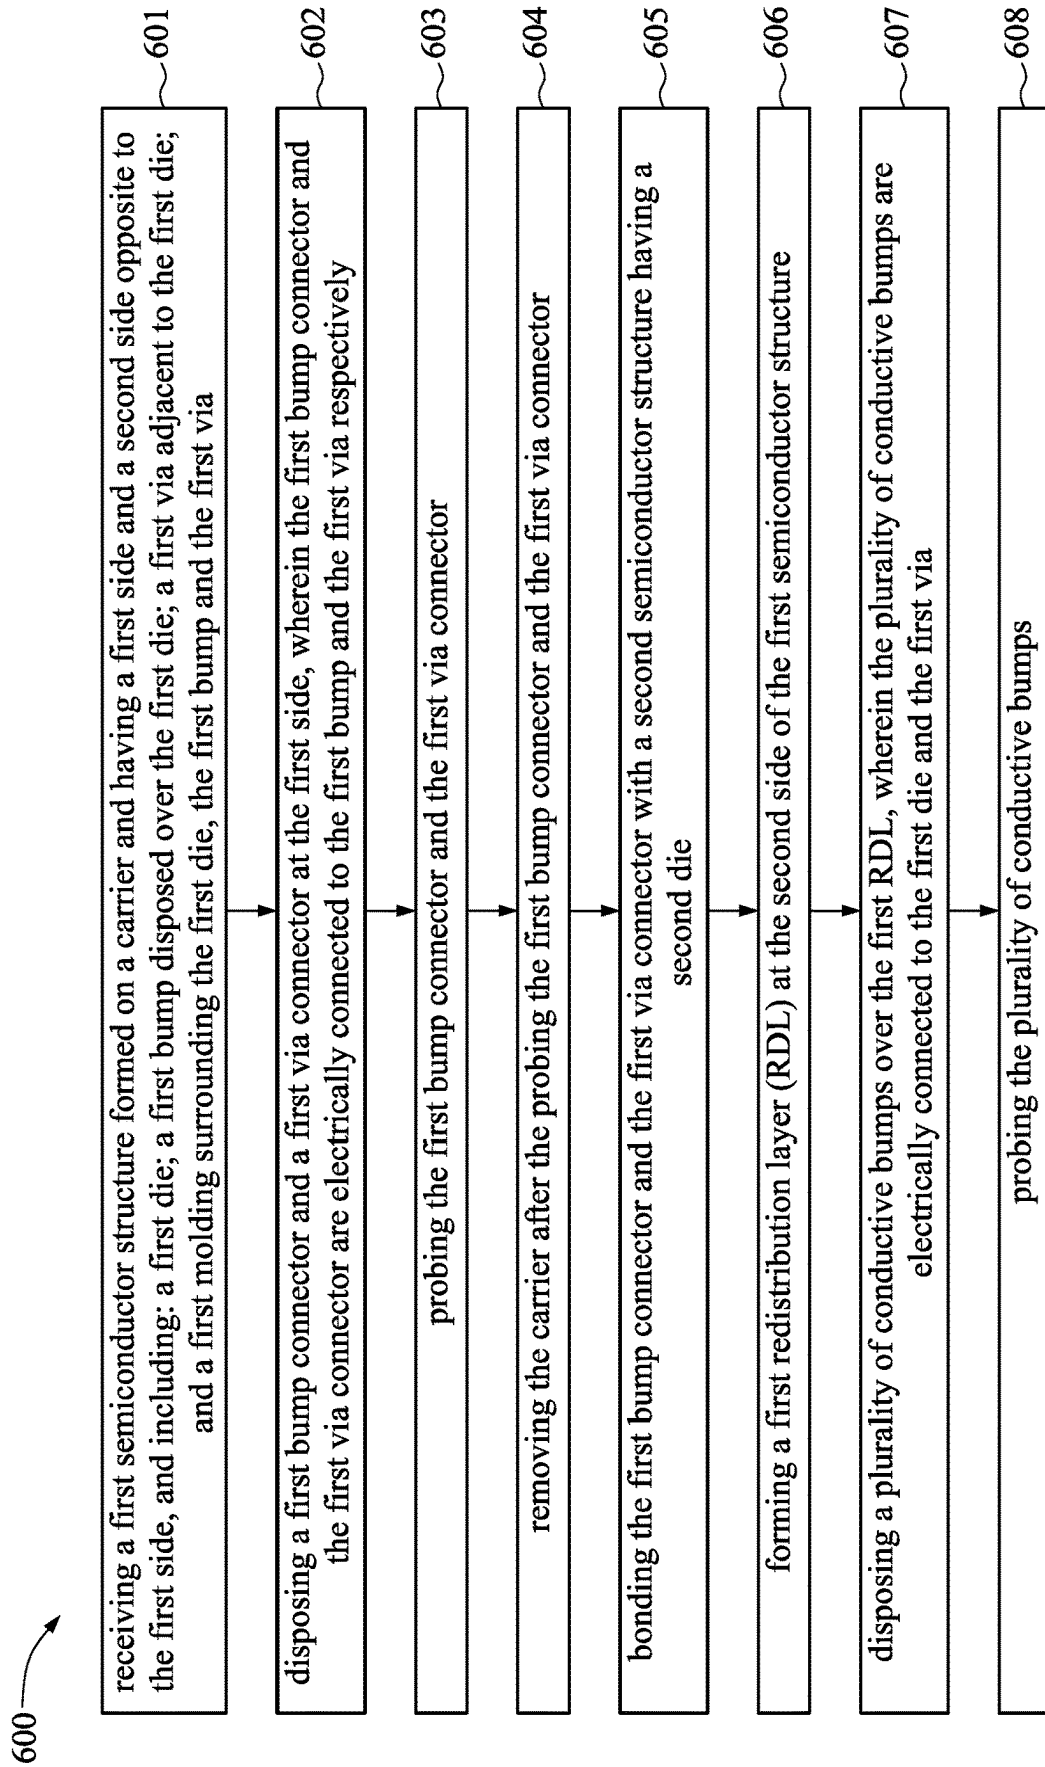 600
receiving a first semiconductor structure formed on a carrier and having a first side and a second side opposite to
the first side, and including: a first die; a first bump disposed over the first die; a first via adjacent to the first die;
and a first molding surrounding the first die, the first bump and the first via
601
disposing a first bump connector and a first via connector at the first side, wherein the first bump connector and
the first via connector are electrically connected to the first bump and the first via respectively
602
probing the first bump connector and the first via connector
603
removing the carrier after the probing the first bump connector and the first via connector
604
bonding the first bump connector and the first via connector with a second semiconductor structure having a
second die
605
forming a first redistribution layer (RDL) at the second side of the first semiconductor structure
606
disposing a plurality of conductive bumps over the first RDL, wherein the plurality of conductive bumps are
electrically connected to the first die and the first via
607
probing the plurality of conductive bumps
608